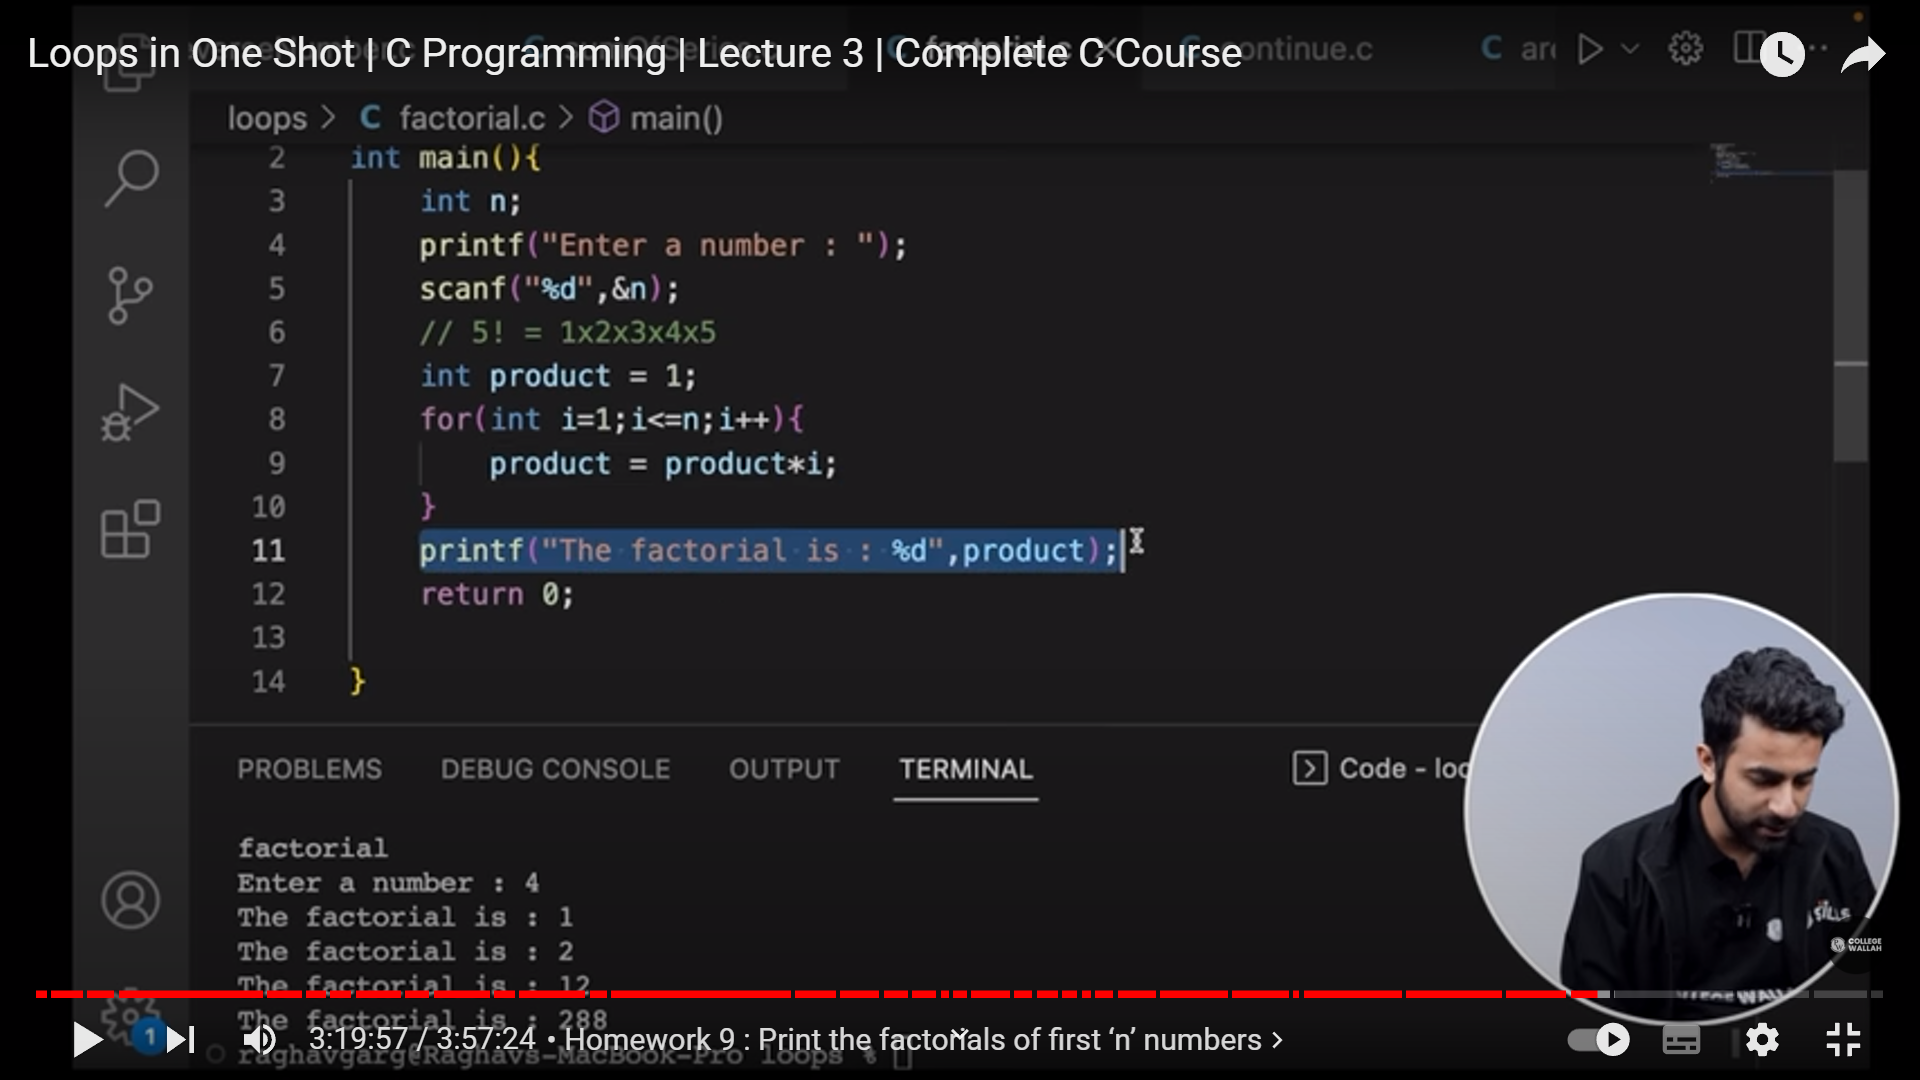 Loops in One Shot | C Programming | Lecture 3 | Complete C Course
continue.c
loops > C factorial.c > main()
2 int main(){
3 int n;
4 printf("Enter a number : ");
5 scanf("%d",&n);
6 // 5! = 1x2x3x4x5
7 int product = 1;
8 for(int i=1;i<=n;i++){
9 product = product*i;
10 }
11 printf("The factorial is : %d",product);
12 return 0;
13
14 }
PROBLEMS DEBUG CONSOLE OUTPUT TERMINAL
Code - loo
factorial
Enter a number : 4
The factorial is : 1
The factorial is : 2
The factorial is : 12
The factorial is : 288
raghavgarg@Raghavs-MacBook-Pro loops %
SKILLS
COLLEGE WALLAH
1
3:19:57 / 3:57:24 • Homework 9 : Print the factorials of first ‘n’ numbers >